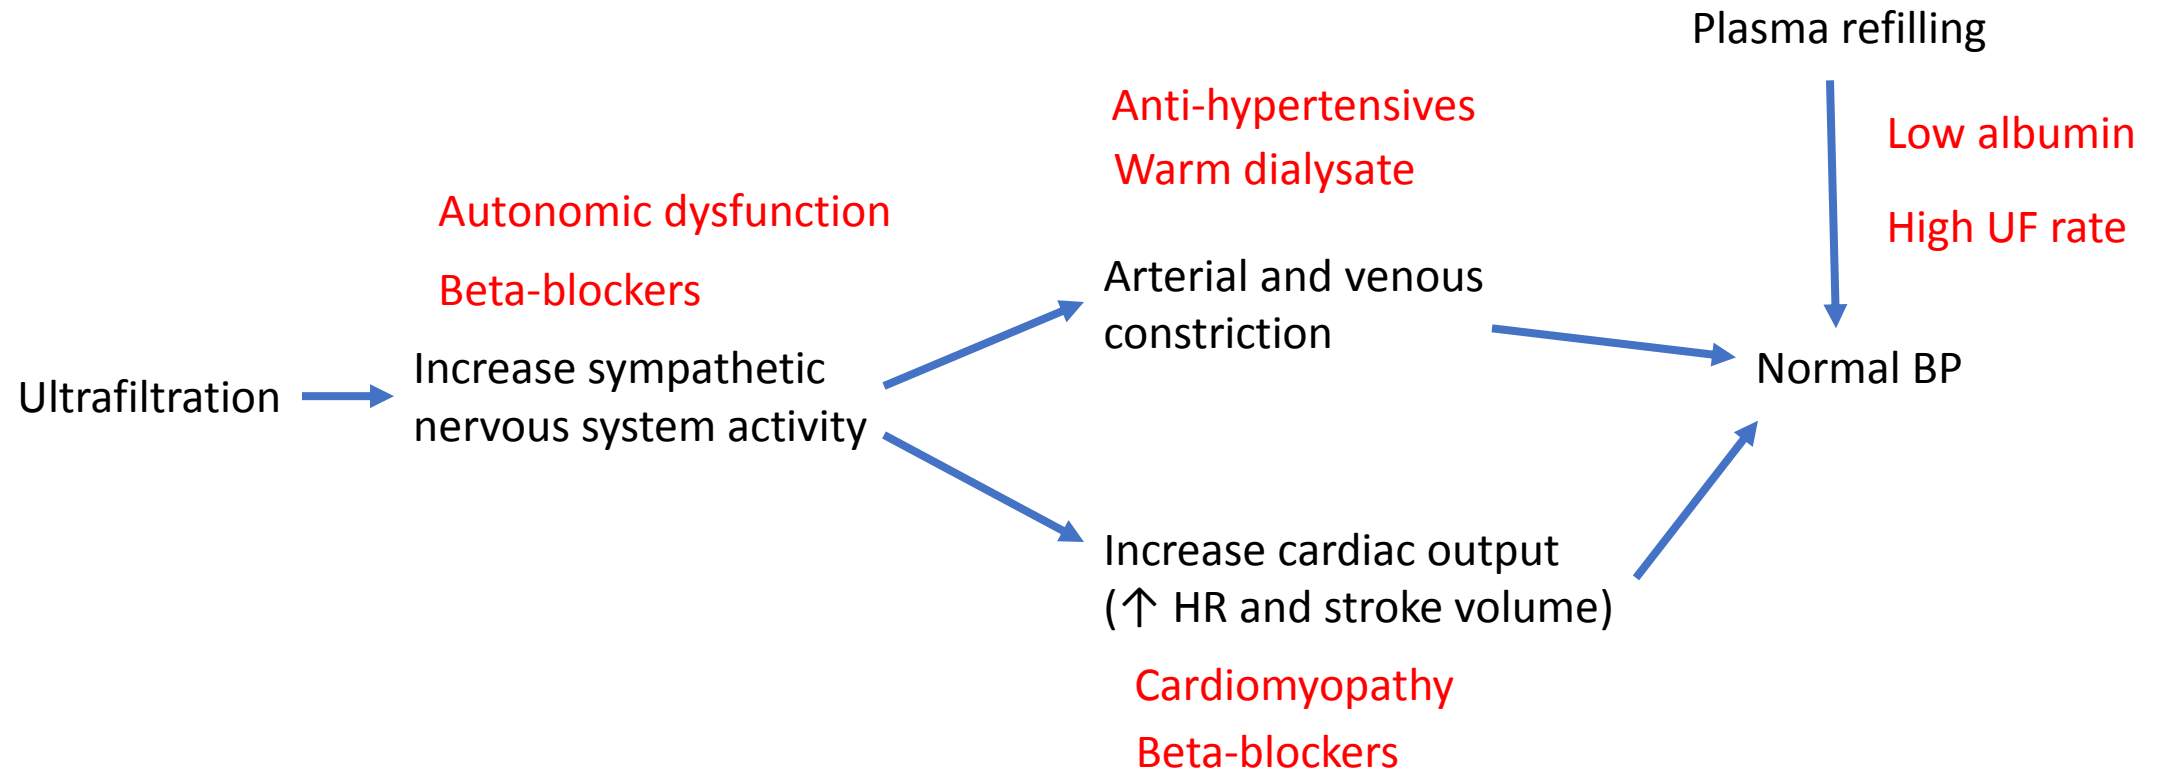 Plasma refilling
Anti-hypertensives
Warm dialysate
Low albumin
High UF rate
Autonomic dysfunction
Beta-blockers
Arterial and venous
constriction
Ultrafiltration
Increase sympathetic
nervous system activity
Normal BP
Increase cardiac output
(↑ HR and stroke volume)
Cardiomyopathy
Beta-blockers